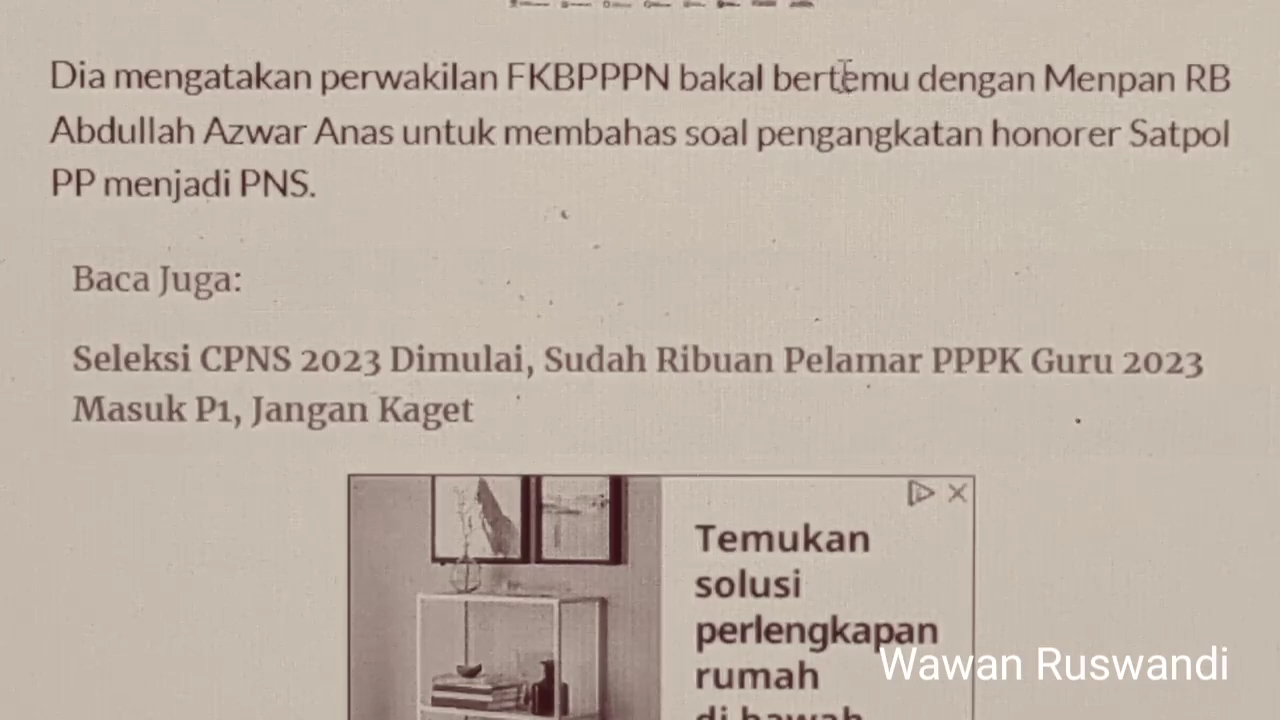 Dia mengatakan perwakilan FKBPPPN bakal bertemu dengan Menpan RB
Abdullah Azwar Anas untuk membahas soal pengangkatan honorer Satpol
PP menjadi PNS.
Baca Juga:
Seleksi CPNS 2023 Dimulai, Sudah Ribuan Pelamar PPPK Guru 2023
Masuk P1, Jangan Kaget
Temukan
solusi
perlengkapan
rumah
di bawah
Wawan Ruswandi